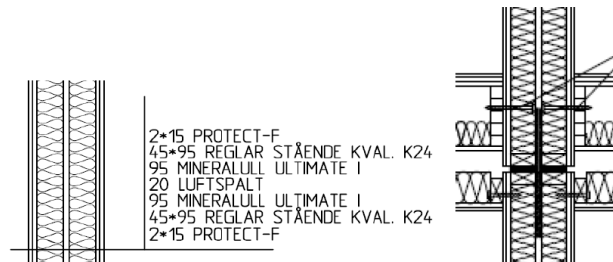 2*15 PROTECT-F
45*95 REGLAR STÅENDE KVAL. K24
95 MINERALULL ULTIMATE I
20 LUFTSPALT
95 MINERALULL ULTIMATE I
45*95 REGLAR STÅENDE KVAL. K24
2*15 PROTECT-F